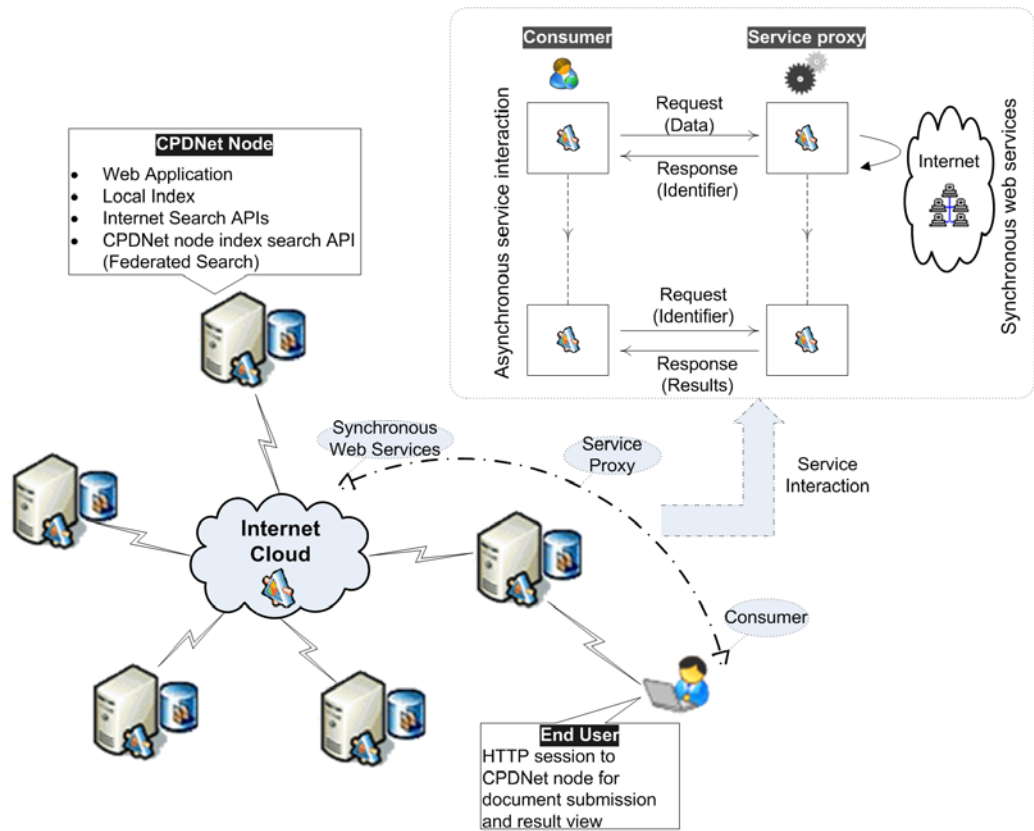 Consumer
Service proxy
Asynchronous service interaction
Request
(Data)
Response
(Identifier)
Internet
Synchronous web services
Request
(Identifier)
Response
(Results)
CPDNet Node
• Web Application
• Local Index
• Internet Search APIs
• CPDNet node index search API
(Federated Search)
Synchronous
Web Services
Service
Proxy
Service
Interaction
Internet
Cloud
Consumer
End User
HTTP session to
CPDNet node for
document submission
and result view